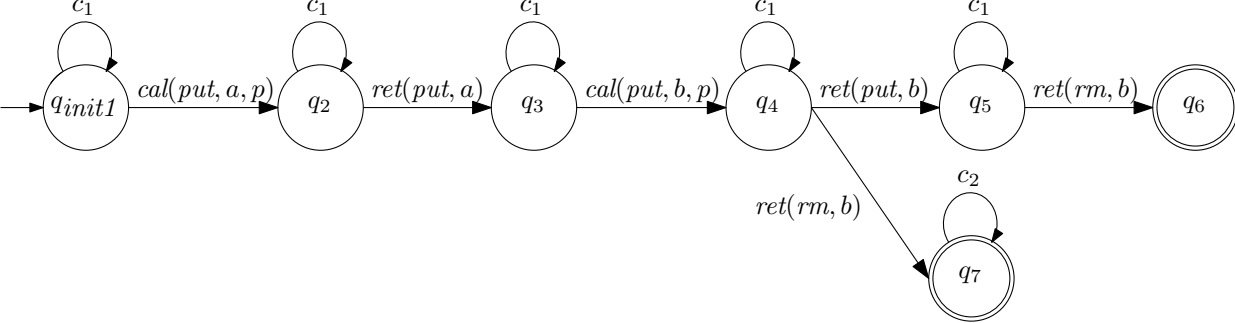 c₁ c₁ c₁ c₁ c₁
q_init1 cal(put, a, p) q₂ ret(put, a) q₃ cal(put, b, p) q₄ ret(put, b) q₅ ret(rm, b) q₆
c₂
ret(rm, b)
q₇